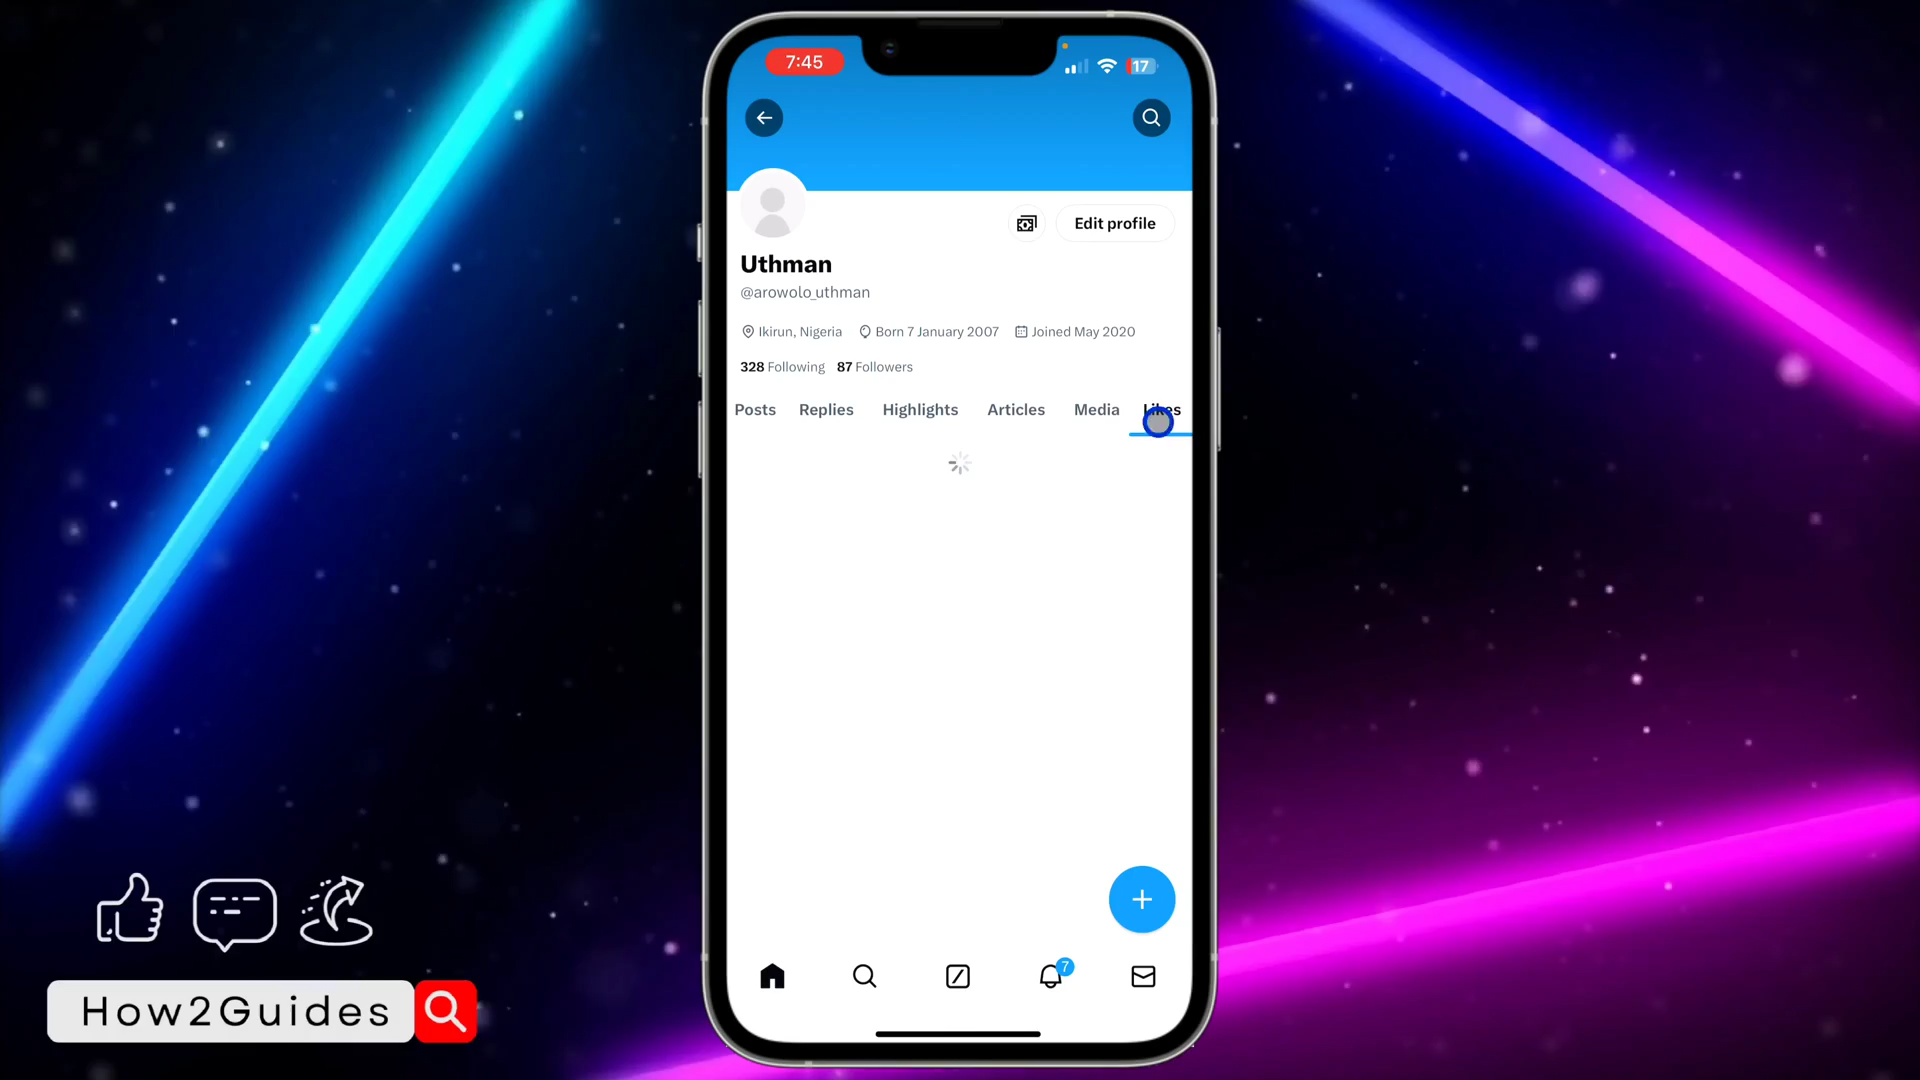 7:45
17
Edit profile
Uthman
@arowolo_uthman
Ikirun, Nigeria Born 7 January 2007 Joined May 2020
328 Following 87 Followers
Posts Replies Highlights Articles Media Likes
7
How2Guides